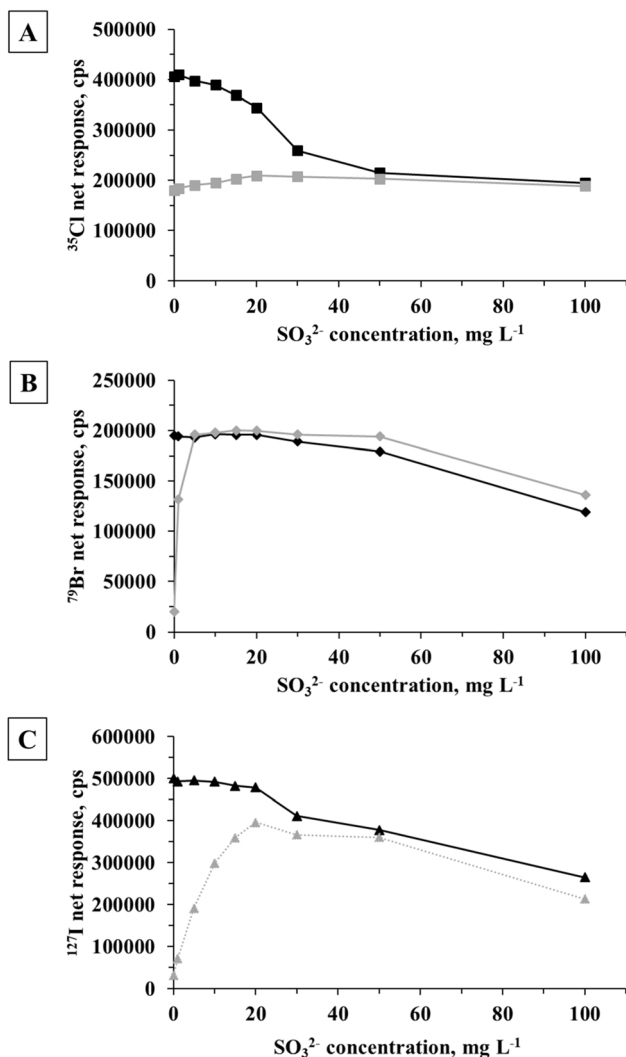 A
500000
400000
300000
200000
100000
0
³⁵Cl net response, cps
0 20 40 60 80 100
SO₃²⁻ concentration, mg L⁻¹
B
250000
200000
150000
100000
50000
0
⁷⁹Br net response, cps
0 20 40 60 80 100
SO₃²⁻ concentration, mg L⁻¹
C
600000
500000
400000
300000
200000
100000
0
¹²⁷I net response, cps
0 20 40 60 80 100
SO₃²⁻ concentration, mg L⁻¹